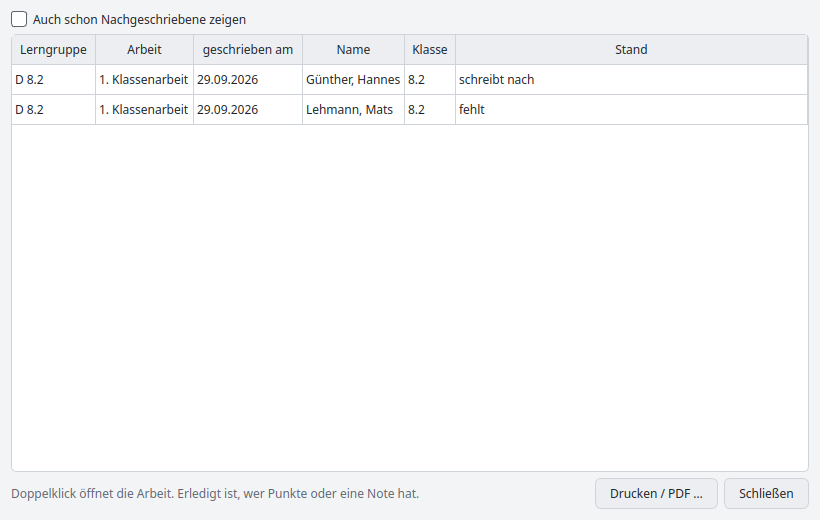 Auch schon Nachgeschriebene zeigen
Lerngruppe Arbeit geschrieben am Name Klasse Stand
D 8.2 1. Klassenarbeit 29.09.2026 Günther, Hannes 8.2 schreibt nach
D 8.2 1. Klassenarbeit 29.09.2026 Lehmann, Mats 8.2 fehlt
Doppelklick öffnet die Arbeit. Erledigt ist, wer Punkte oder eine Note hat. Drucken / PDF ... Schließen